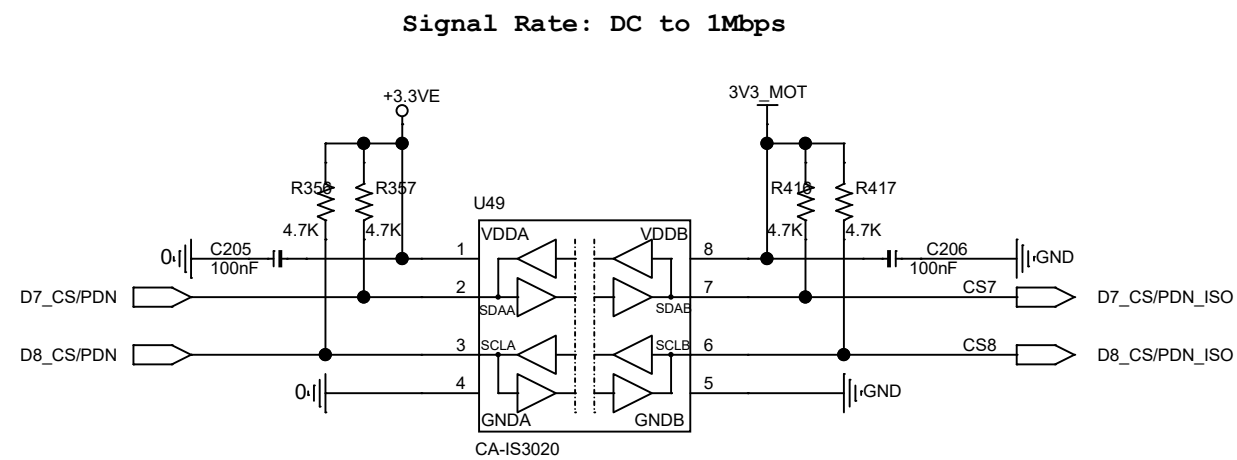 Signal Rate: DC to 1Mbps
+3.3VE
3V3_MOT
R357
R417
4.7K
4.7K
4.7K
4.7K
U49
VDDA
VDDB
1
8
0
C205
100nF
C206
100nF
GND
D7_CS/PDN
2
SDAA
SDAB
7
CS7
D7_CS/PDN_ISO
D8_CS/PDN
3
SCLA
SCLB
6
CS8
D8_CS/PDN_ISO
0
4
GNDA
GNDB
5
GND
CA-IS3020